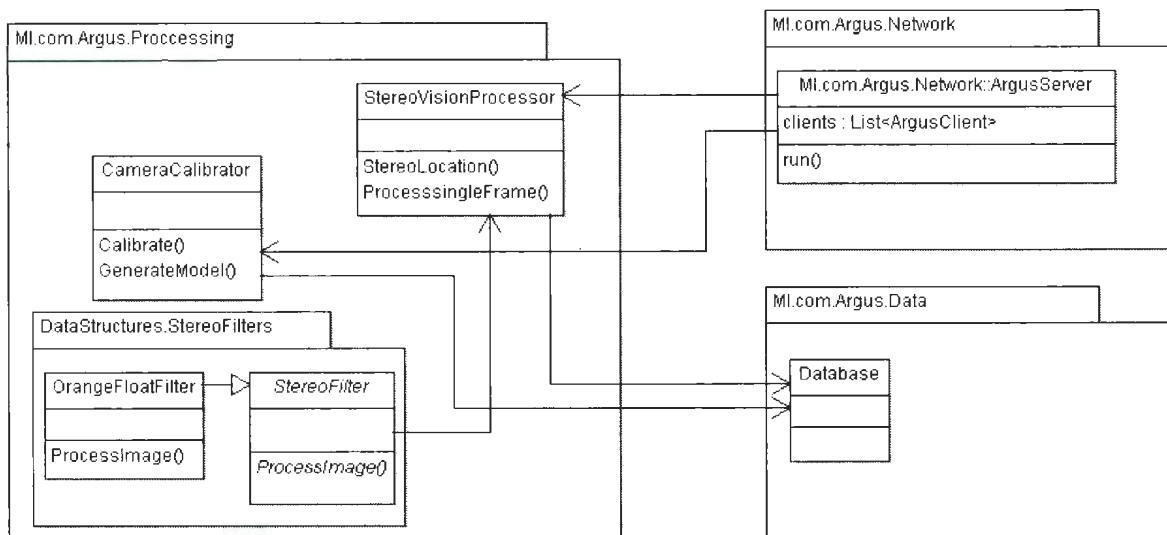 MI.com.Argus.Proccessing
StereoVisionProcessor
StereoLocation()
ProcesssingleFrame()
CameraCalibrator
Calibrate()
GenerateModel()
DataStructures.StereoFilters
OrangeFloatFilter
ProcessImage()
StereoFilter
ProcessImage()
MI.com.Argus.Network
MI.com.Argus.Network::ArgusServer
clients : List<ArgusClient>
run()
MI.com.Argus.Data
Database